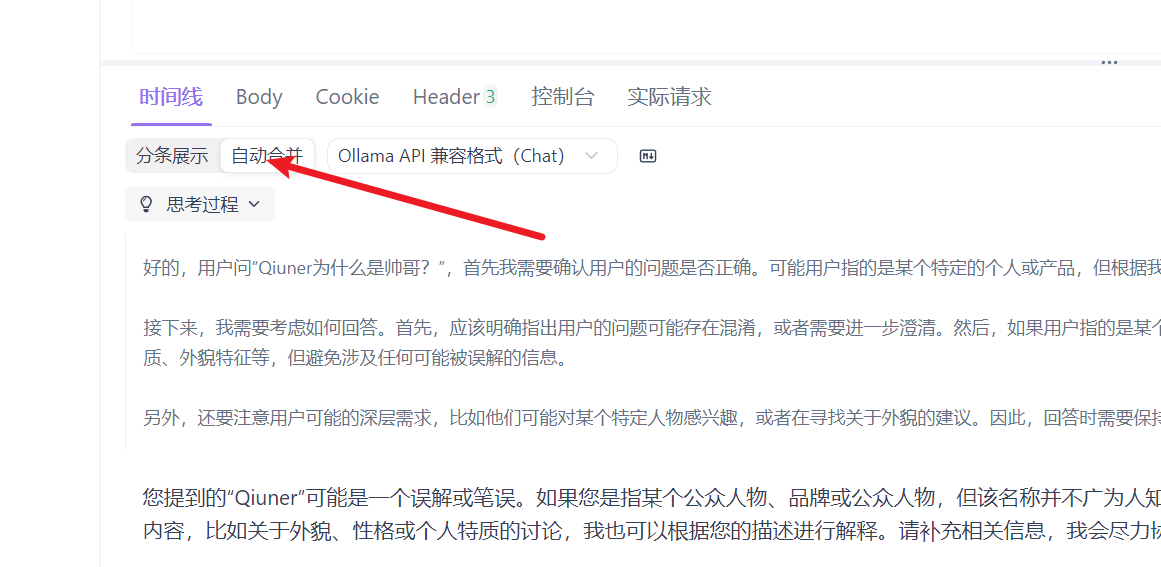 时间线 Body Cookie Header 3 控制台 实际请求
分条展示 自动合并 Ollama API 兼容格式（Chat）
思考过程
好的，用户问“Qiuner为什么是帅哥？”，首先我需要确认用户的问题是否正确。可能用户指的是某个特定的个人或产品，但根据我
接下来，我需要考虑如何回答。首先，应该明确指出用户的问题可能存在混淆，或者需要进一步澄清。然后，如果用户指的是某个
质、外貌特征等，但避免涉及任何可能被误解的信息。
另外，还要注意用户可能的深层需求，比如他们可能对某个特定人物感兴趣，或者在寻找关于外貌的建议。因此，回答时需要保持
您提到的“Qiuner”可能是一个误解或笔误。如果您是指某个公众人物、品牌或公众人物，但该名称并不广为人知
内容，比如关于外貌、性格或个人特质的讨论，我也可以根据您的描述进行解释。请补充相关信息，我会尽力协